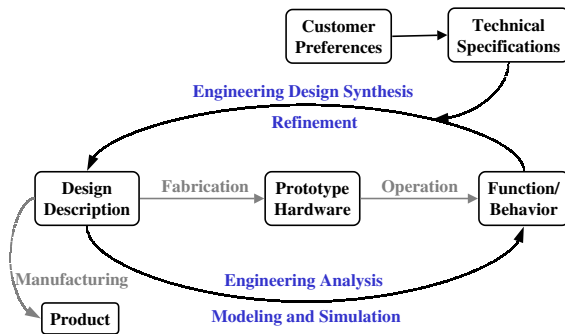 Customer
Preferences
Technical
Specifications
Engineering Design Synthesis
Refinement
Design
Description
Fabrication
Prototype
Hardware
Operation
Function/
Behavior
Manufacturing
Engineering Analysis
Modeling and Simulation
Product